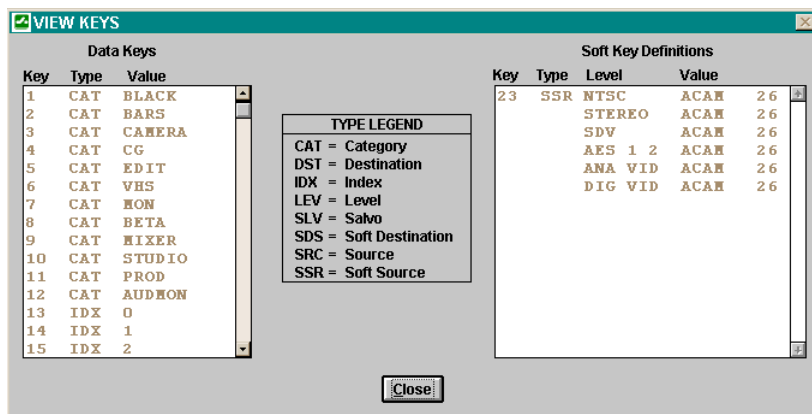 VIEW KEYS
Data Keys
Key Type Value
1 CAT BLACK
2 CAT BARS
3 CAT CAMERA
4 CAT CG
5 CAT EDIT
6 CAT VHS
7 CAT MON
8 CAT BETA
9 CAT MIXER
10 CAT STUDIO
11 CAT PROD
12 CAT AUDMON
13 IDX 0
14 IDX 1
15 IDX 2
TYPE LEGEND
CAT = Category
DST = Destination
IDX = Index
LEV = Level
SLV = Salvo
SDS = Soft Destination
SRC = Source
SSR = Soft Source
Soft Key Definitions
Key Type Level Value
23 SSR NTSC ACAM 26
STEREO ACAM 26
SDV ACAM 26
AES 1 2 ACAM 26
ANA VID ACAM 26
DIG VID ACAM 26
Close